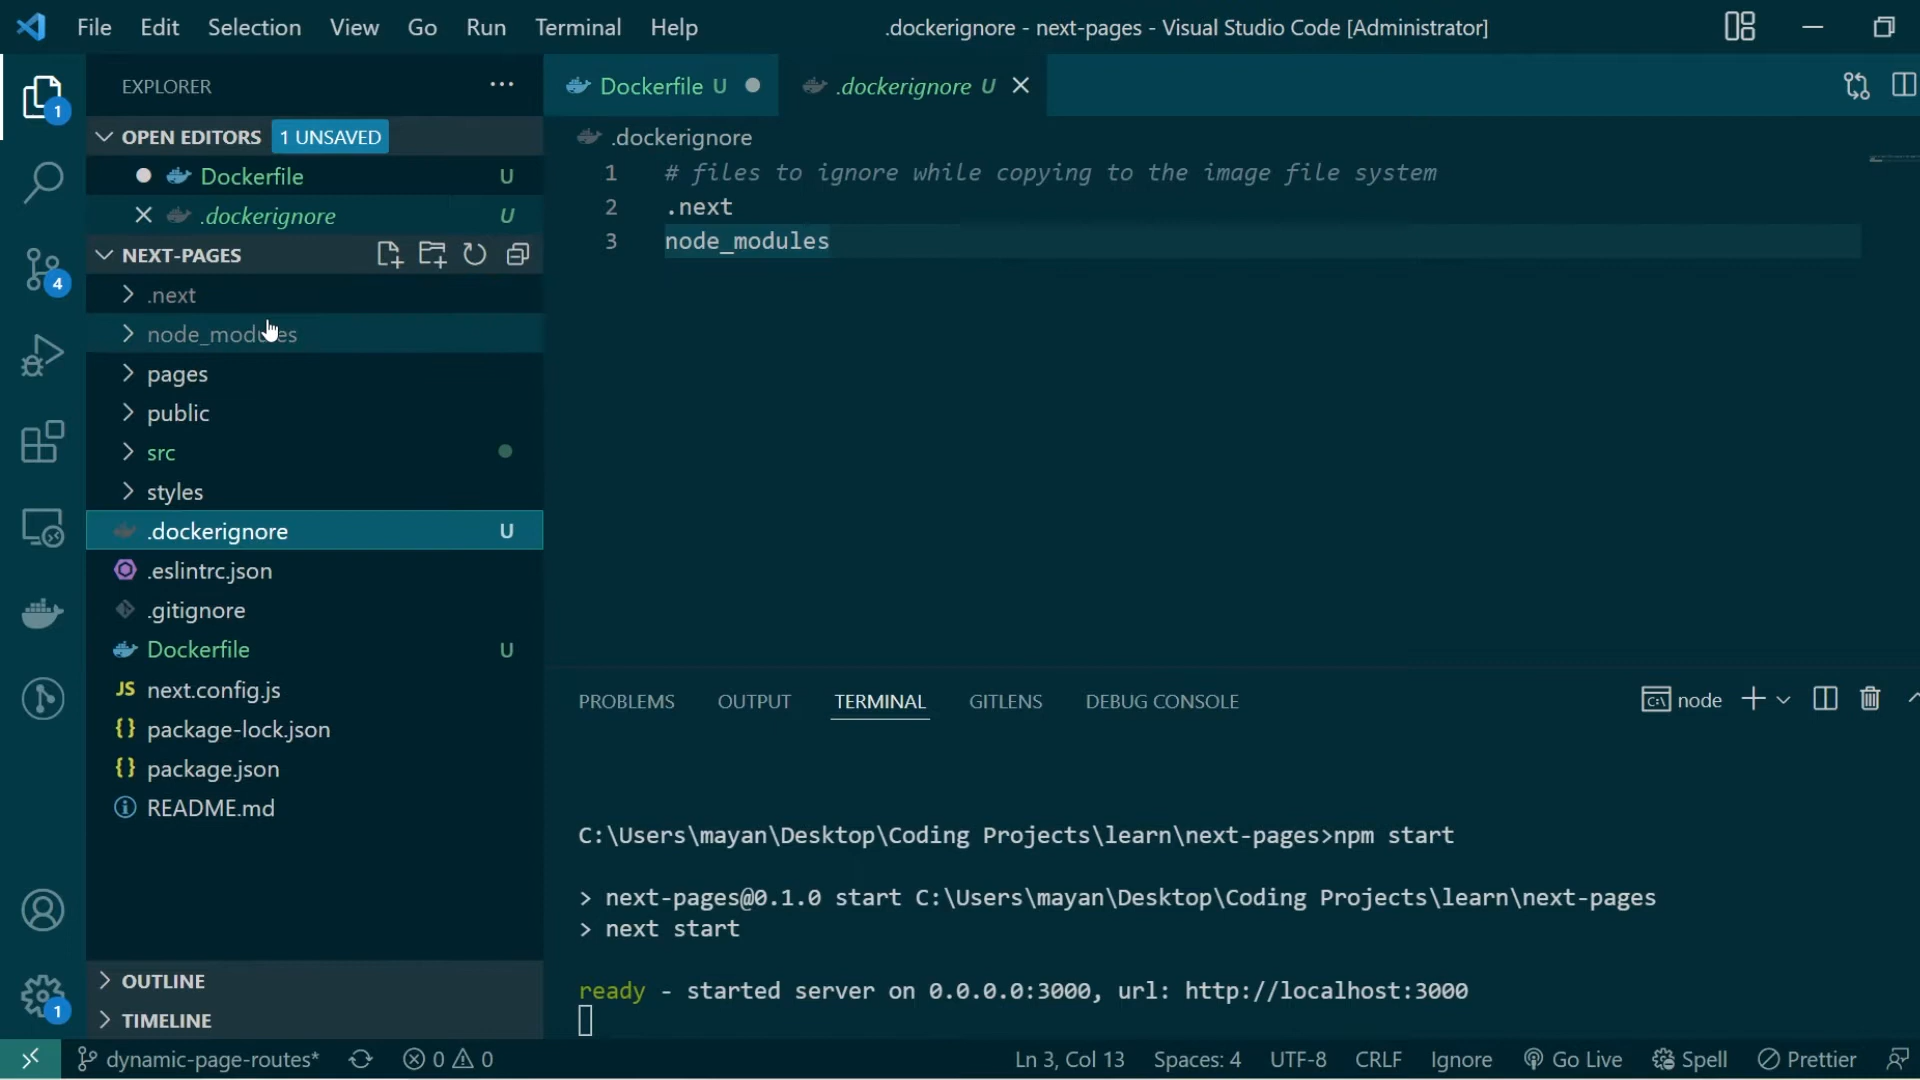 File Edit Selection View Go Run Terminal Help
.dockerignore - next-pages - Visual Studio Code [Administrator]
EXPLORER
1
OPEN EDITORS 1 UNSAVED
Dockerfile U
.dockerignore U
NEXT-PAGES
.next
node_modules
pages
public
src
styles
.dockerignore U
.eslintrc.json
.gitignore
Dockerfile U
JS next.config.js
{} package-lock.json
{} package.json
README.md
OUTLINE
TIMELINE
4
1
Dockerfile U
.dockerignore U
.dockerignore
1 # files to ignore while copying to the image file system
2 .next
3 node_modules
PROBLEMS OUTPUT TERMINAL GITLENS DEBUG CONSOLE
node
C:\Users\mayan\Desktop\Coding Projects\learn\next-pages>npm start
> next-pages@0.1.0 start C:\Users\mayan\Desktop\Coding Projects\learn\next-pages
> next start
ready - started server on 0.0.0.0:3000, url: http://localhost:3000
dynamic-page-routes* 0 0 Ln 3, Col 13 Spaces: 4 UTF-8 CRLF Ignore Go Live Spell Prettier